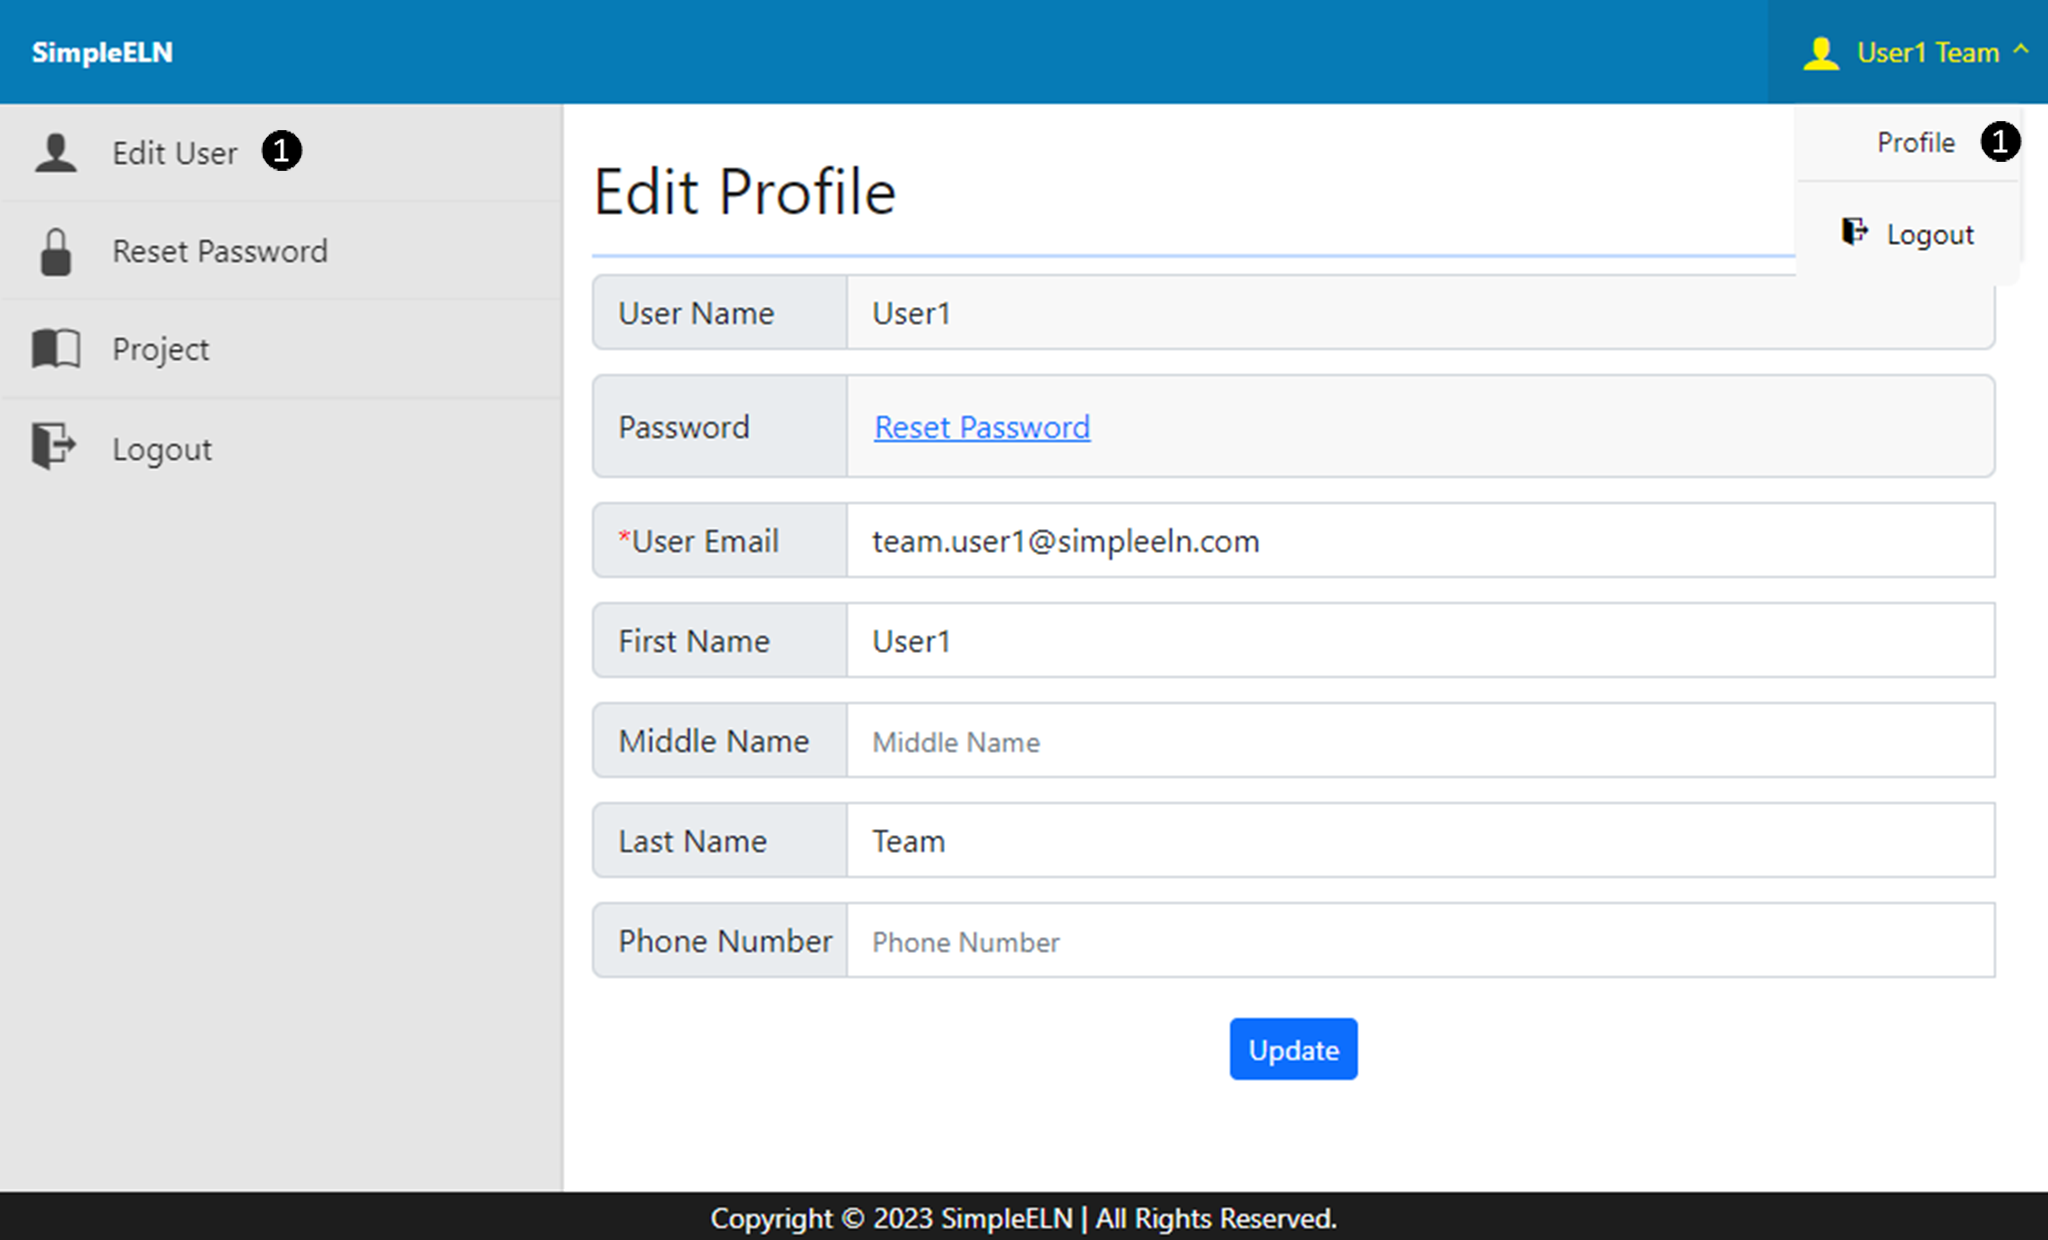 SimpleELN
User1 Team
Edit User 1
Reset Password
Project
Logout
Profile 1
Logout
Edit Profile
User Name User1
Password Reset Password
*User Email team.user1@simpleeln.com
First Name User1
Middle Name Middle Name
Last Name Team
Phone Number Phone Number
Update
Copyright © 2023 SimpleELN | All Rights Reserved.